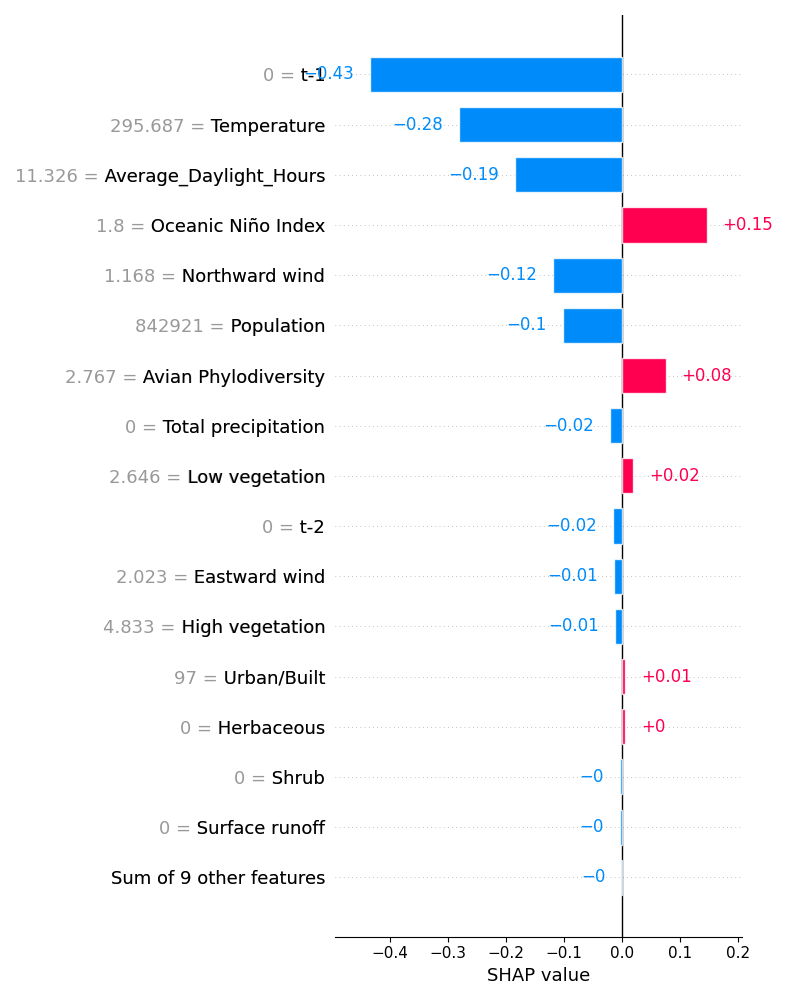 0 = t-1 −0.43
295.687 = Temperature −0.28
11.326 = Average_Daylight_Hours −0.19
1.8 = Oceanic Niño Index +0.15
1.168 = Northward wind −0.12
842921 = Population −0.1
2.767 = Avian Phylodiversity +0.08
0 = Total precipitation −0.02
2.646 = Low vegetation +0.02
0 = t-2 −0.02
2.023 = Eastward wind −0.01
4.833 = High vegetation −0.01
97 = Urban/Built +0.01
0 = Herbaceous +0
0 = Shrub −0
0 = Surface runoff −0
Sum of 9 other features −0
−0.4 −0.3 −0.2 −0.1 0.0 0.1 0.2
SHAP value